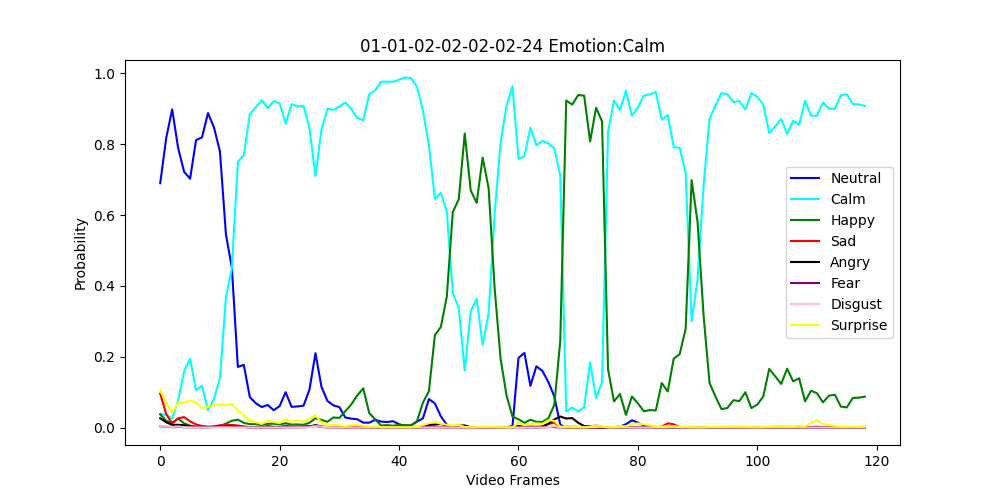 01-01-02-02-02-02-24 Emotion:Calm
1.0
0.8
0.6
0.4
0.2
0.0
Probability
0 20 40 60 80 100 120
Video Frames
Neutral
Calm
Happy
Sad
Angry
Fear
Disgust
Surprise